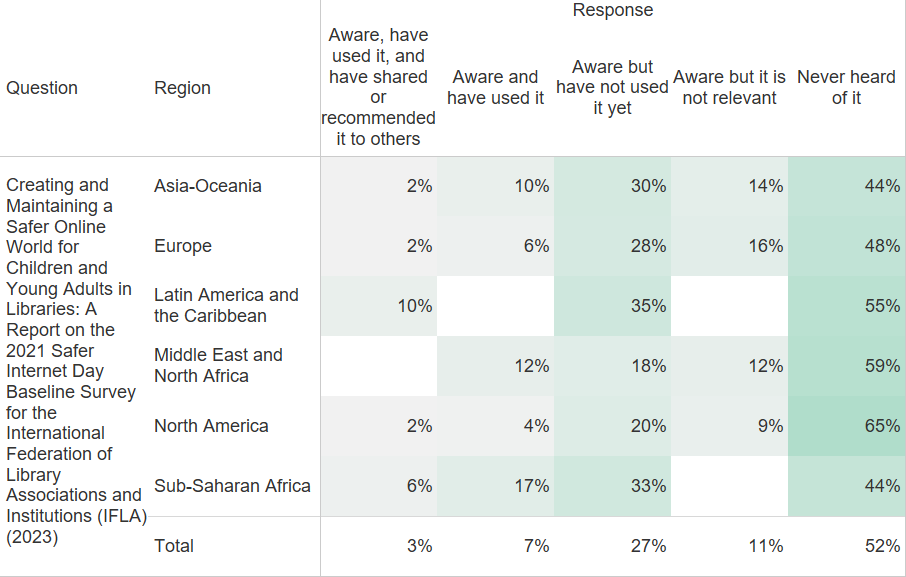 Response
Question
Region
Aware, have
used it, and
have shared
or
recommended
it to others
Aware and
have used it
Aware but
have not used
it yet
Aware but it is
not relevant
Never heard
of it
Creating and
Maintaining a
Safer Online
World for
Children and
Young Adults in
Libraries: A
Report on the
2021 Safer
Internet Day
Baseline Survey
for the
International
Federation of
Library
Associations and
Institutions (IFLA)
(2023)
Asia-Oceania 2% 10% 30% 14% 44%
Europe 2% 6% 28% 16% 48%
Latin America and
the Caribbean
10% 35% 55%
Middle East and
North Africa
12% 18% 12% 59%
North America 2% 4% 20% 9% 65%
Sub-Saharan Africa 6% 17% 33% 44%
Total 3% 7% 27% 11% 52%